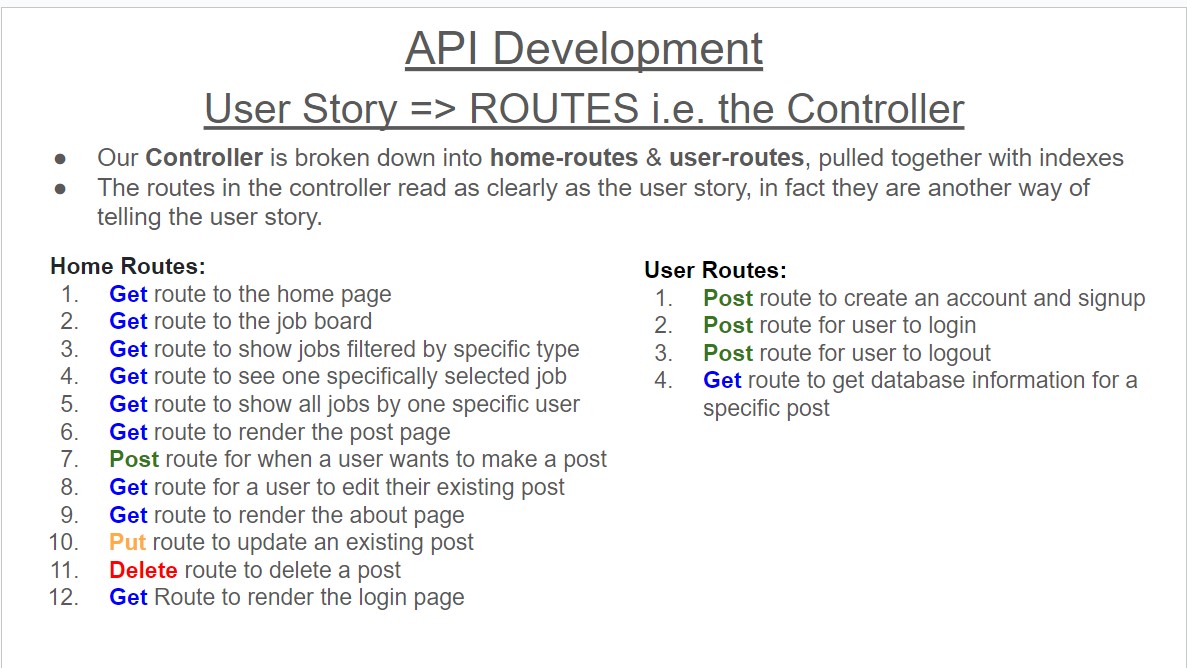 API Development
User Story => ROUTES i.e. the Controller
● Our Controller is broken down into home-routes & user-routes, pulled together with indexes
● The routes in the controller read as clearly as the user story, in fact they are another way of
telling the user story.
Home Routes:
1. Get route to the home page
2. Get route to the job board
3. Get route to show jobs filtered by specific type
4. Get route to see one specifically selected job
5. Get route to show all jobs by one specific user
6. Get route to render the post page
7. Post route for when a user wants to make a post
8. Get route for a user to edit their existing post
9. Get route to render the about page
10. Put route to update an existing post
11. Delete route to delete a post
12. Get Route to render the login page
User Routes:
1. Post route to create an account and signup
2. Post route for user to login
3. Post route for user to logout
4. Get route to get database information for a
specific post